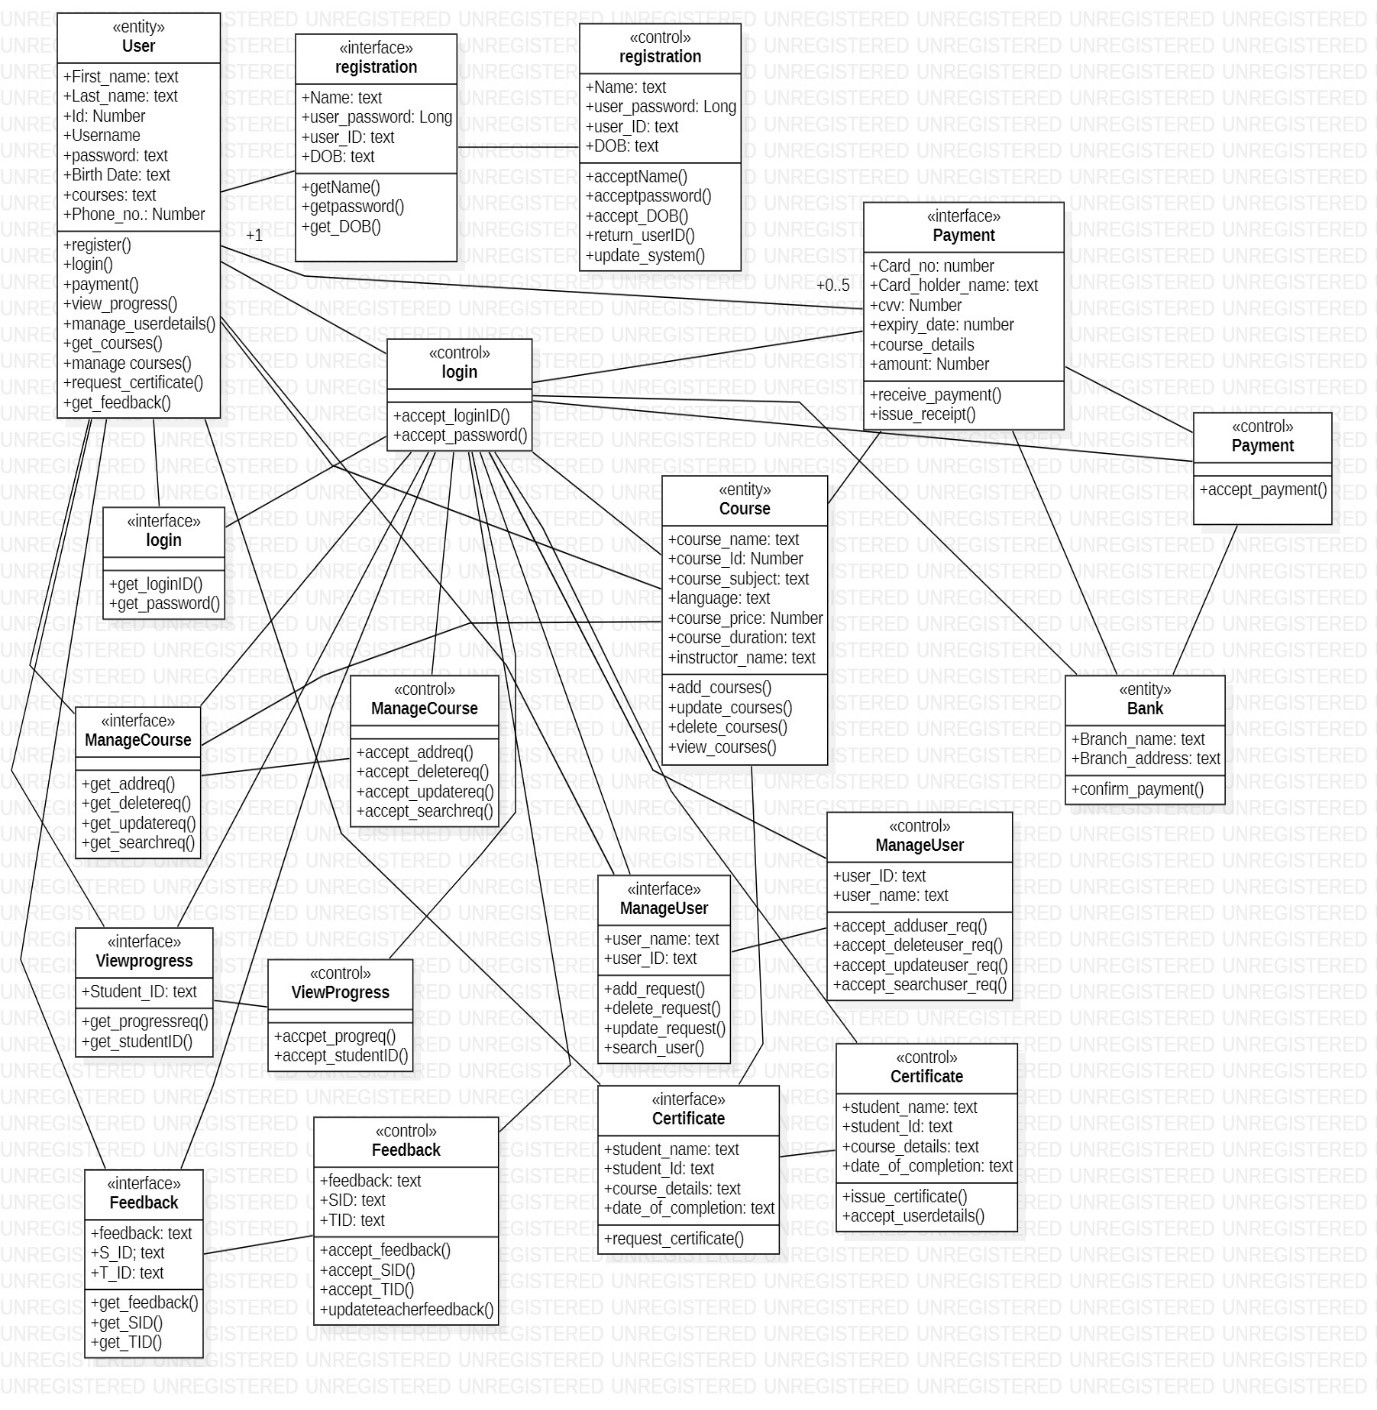 «entity»
User
+First_name: text
+Last_name: text
+Id: Number
+Username
+password: text
+Birth Date: text
+courses: text
+Phone_no.: Number
+register()
+login()
+payment()
+view_progress()
+manage_userdetails()
+get_courses()
+manage courses()
+request_certificate()
+get_feedback()
«interface»
registration
+Name: text
+user_password: Long
+user_ID: text
+DOB: text
+getName()
+getpassword()
+get_DOB()
«control»
registration
+Name: text
+user_password: Long
+user_ID: text
+DOB: text
+acceptName()
+acceptpassword()
+accept_DOB()
+return_userID()
+update_system()
+1
+0..5
«interface»
Payment
+Card_no: number
+Card_holder_name: text
+cvv: Number
+expiry_date: number
+course_details
+amount: Number
+receive_payment()
+issue_receipt()
«control»
login
+accept_loginID()
+accept_password()
«control»
Payment
+accept_payment()
«interface»
login
+get_loginID()
+get_password()
«entity»
Course
+course_name: text
+course_Id: Number
+course_subject: text
+language: text
+course_price: Number
+course_duration: text
+instructor_name: text
+add_courses()
+update_courses()
+delete_courses()
+view_courses()
«entity»
Bank
+Branch_name: text
+Branch_address: text
+confirm_payment()
«interface»
ManageCourse
+get_addreq()
+get_deletereq()
+get_updatereq()
+get_searchreq()
«control»
ManageCourse
+accept_addreq()
+accept_deletereq()
+accept_updatereq()
+accept_searchreq()
«control»
ManageUser
+user_ID: text
+user_name: text
+accept_adduser_req()
+accept_deleteuser_req()
+accept_updateuser_req()
+accept_searchuser_req()
«interface»
ManageUser
+user_name: text
+user_ID: text
+add_request()
+delete_request()
+update_request()
+search_user()
«interface»
Viewprogress
+Student_ID: text
+get_progressreq()
+get_studentID()
«control»
ViewProgress
+accpet_progreq()
+accept_studentID()
«control»
Certificate
+student_name: text
+student_Id: text
+course_details: text
+date_of_completion: text
+issue_certificate()
+accept_userdetails()
«interface»
Certificate
+student_name: text
+student_Id: text
+course_details: text
+date_of_completion: text
+request_certificate()
«control»
Feedback
+feedback: text
+SID: text
+TID: text
+accept_feedback()
+accept_SID()
+accept_TID()
+updateteacherfeedback()
«interface»
Feedback
+feedback: text
+S_ID; text
+T_ID: text
+get_feedback()
+get_SID()
+get_TID()
UNREGISTERED